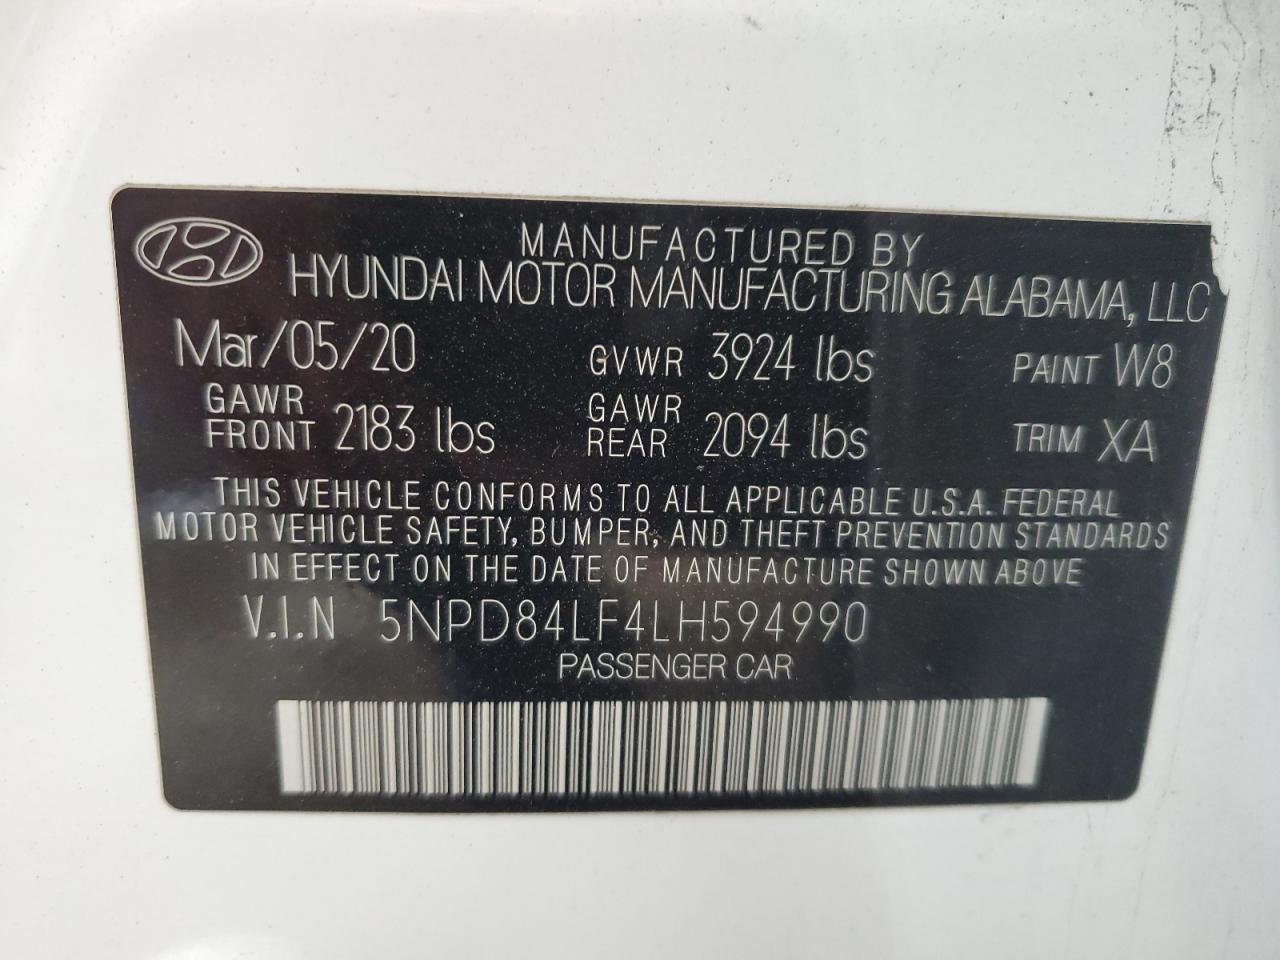 MANUFACTURED BY
HYUNDAI MOTOR MANUFACTURING ALABAMA, LLC
Mar/05/20 GVWR 3924 lbs PAINT W8
GAWR FRONT 2183 lbs GAWR REAR 2094 lbs TRIM XA
THIS VEHICLE CONFORMS TO ALL APPLICABLE U.S.A. FEDERAL
MOTOR VEHICLE SAFETY, BUMPER, AND THEFT PREVENTION STANDARDS
IN EFFECT ON THE DATE OF MANUFACTURE SHOWN ABOVE
V.I.N 5NPD84LF4LH594990
PASSENGER CAR